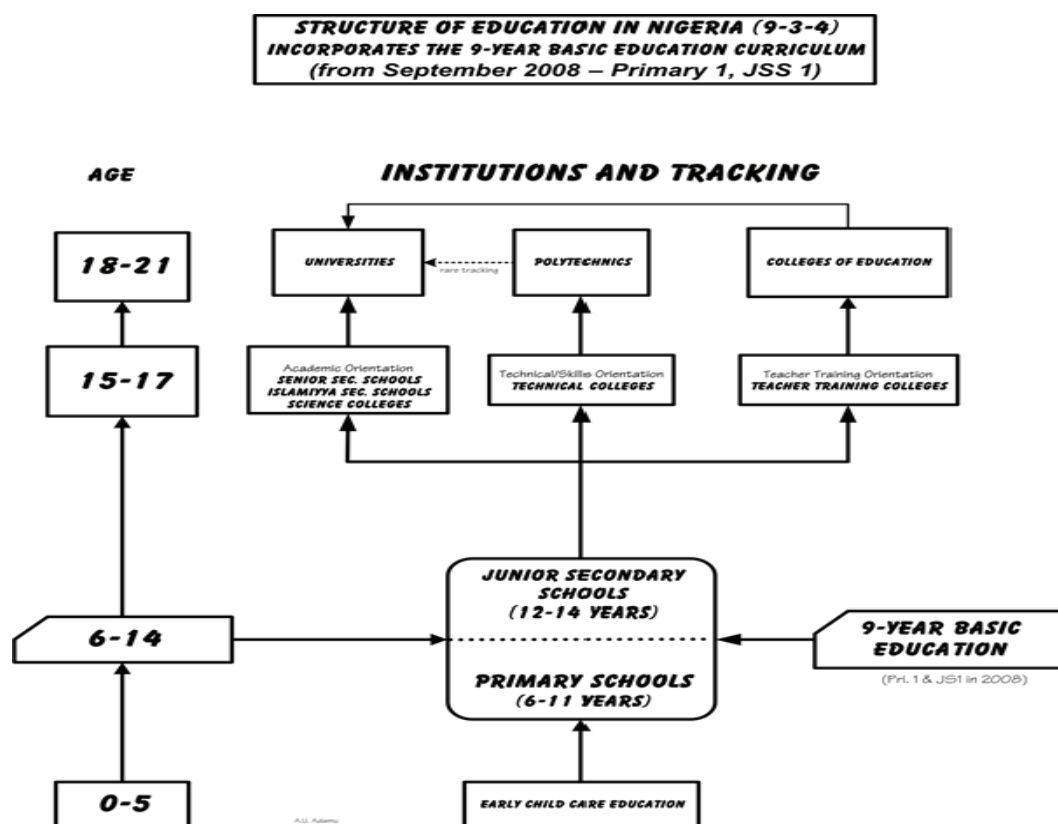 STRUCTURE OF EDUCATION IN NIGERIA (9-3-4)
INCORPORATES THE 9-YEAR BASIC EDUCATION CURRICULUM
(from September 2008 – Primary 1, JSS 1)
AGE
INSTITUTIONS AND TRACKING
18-21
UNIVERSITIES
rare tracking
POLYTECHNICS
COLLEGES OF EDUCATION
15-17
Academic Orientation
SENIOR SEC. SCHOOLS
ISLAMIYYA SEC. SCHOOLS
SCIENCE COLLEGES
Technical/Skills Orientation
TECHNICAL COLLEGES
Teacher Training Orientation
TEACHER TRAINING COLLEGES
6-14
JUNIOR SECONDARY
SCHOOLS
(12-14 YEARS)
PRIMARY SCHOOLS
(6-11 YEARS)
9-YEAR BASIC
EDUCATION
(Pri. 1 & JS1 in 2008)
0-5
EARLY CHILD CARE EDUCATION
A.U. Adamu